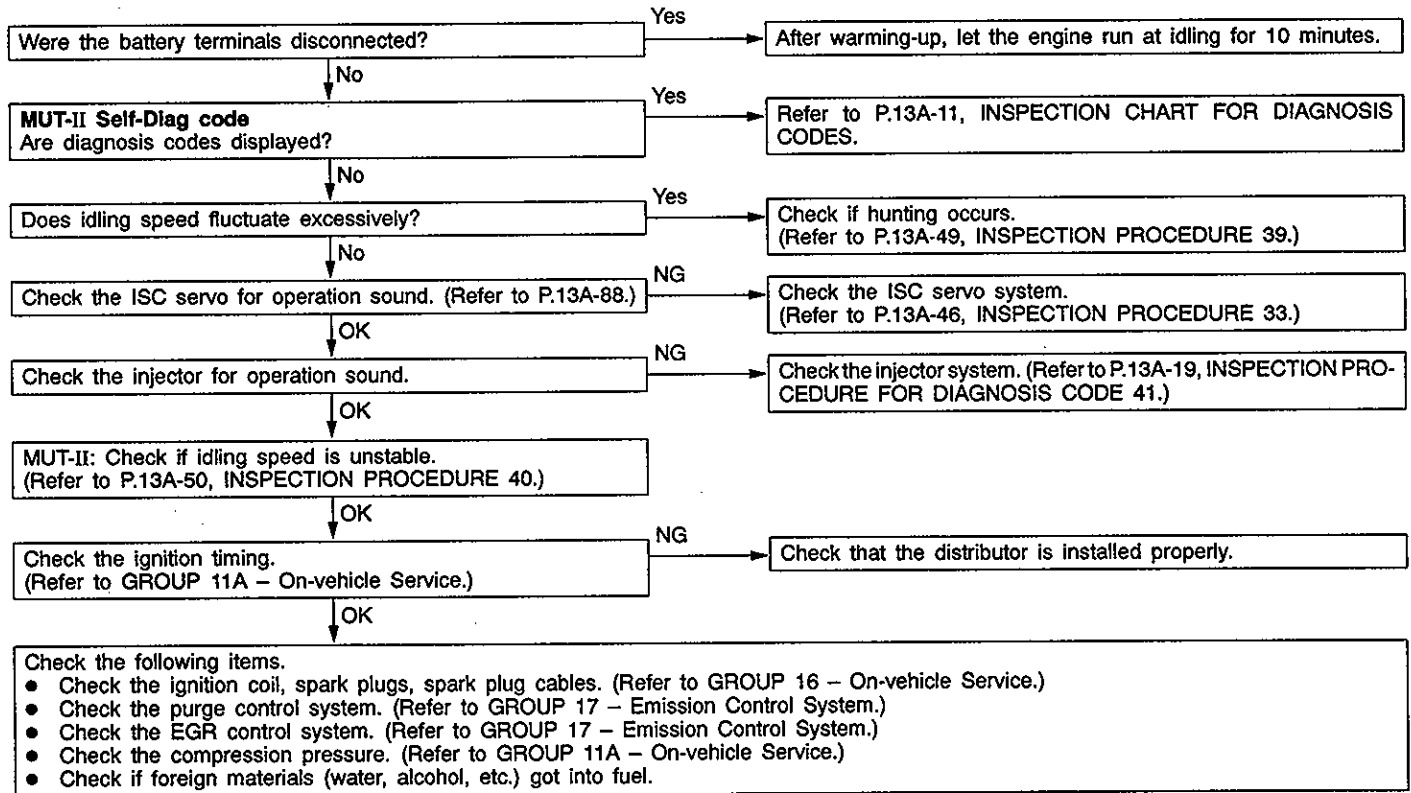 Were the battery terminals disconnected?
Yes
After warming-up, let the engine run at idling for 10 minutes.
No
MUT-II Self-Diag code
Are diagnosis codes displayed?
Yes
Refer to P.13A-11, INSPECTION CHART FOR DIAGNOSIS
CODES.
No
Does idling speed fluctuate excessively?
Yes
Check if hunting occurs.
(Refer to P.13A-49, INSPECTION PROCEDURE 39.)
No
Check the ISC servo for operation sound. (Refer to P.13A-88.)
NG
Check the ISC servo system.
(Refer to P.13A-46, INSPECTION PROCEDURE 33.)
OK
Check the injector for operation sound.
NG
Check the injector system. (Refer to P.13A-19, INSPECTION PRO-
CEDURE FOR DIAGNOSIS CODE 41.)
OK
MUT-II: Check if idling speed is unstable.
(Refer to P.13A-50, INSPECTION PROCEDURE 40.)
OK
Check the ignition timing.
(Refer to GROUP 11A – On-vehicle Service.)
NG
Check that the distributor is installed properly.
OK
Check the following items.
● Check the ignition coil, spark plugs, spark plug cables. (Refer to GROUP 16 – On-vehicle Service.)
● Check the purge control system. (Refer to GROUP 17 – Emission Control System.)
● Check the EGR control system. (Refer to GROUP 17 – Emission Control System.)
● Check the compression pressure. (Refer to GROUP 11A – On-vehicle Service.)
● Check if foreign materials (water, alcohol, etc.) got into fuel.